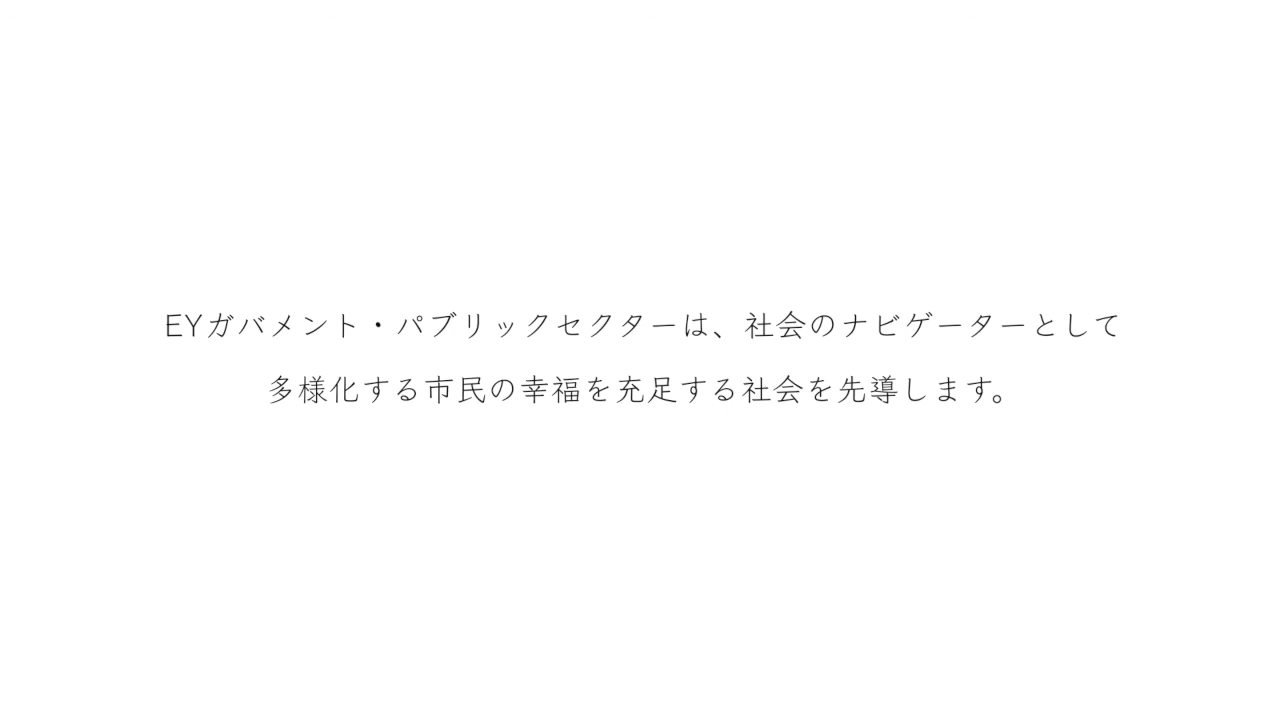 EYガバメント・パブリックセクターは、社会のナビゲーターとして
多様化する市民の幸福を充足する社会を先導します。